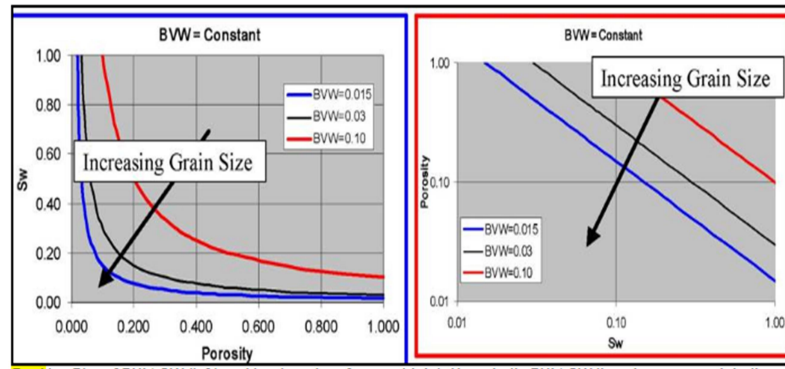 BVW = Constant
1.00
0.80
0.60
0.40
0.20
0.00
Sw
0.000 0.200 0.400 0.600 0.800 1.000
Porosity
BVW=0.015
BVW=0.03
BVW=0.10
Increasing Grain Size
BVW = Constant
1.00
0.10
0.01
Porosity
0.01 0.10 1.00
Sw
Increasing Grain Size
BVW=0.015
BVW=0.03
BVW=0.10